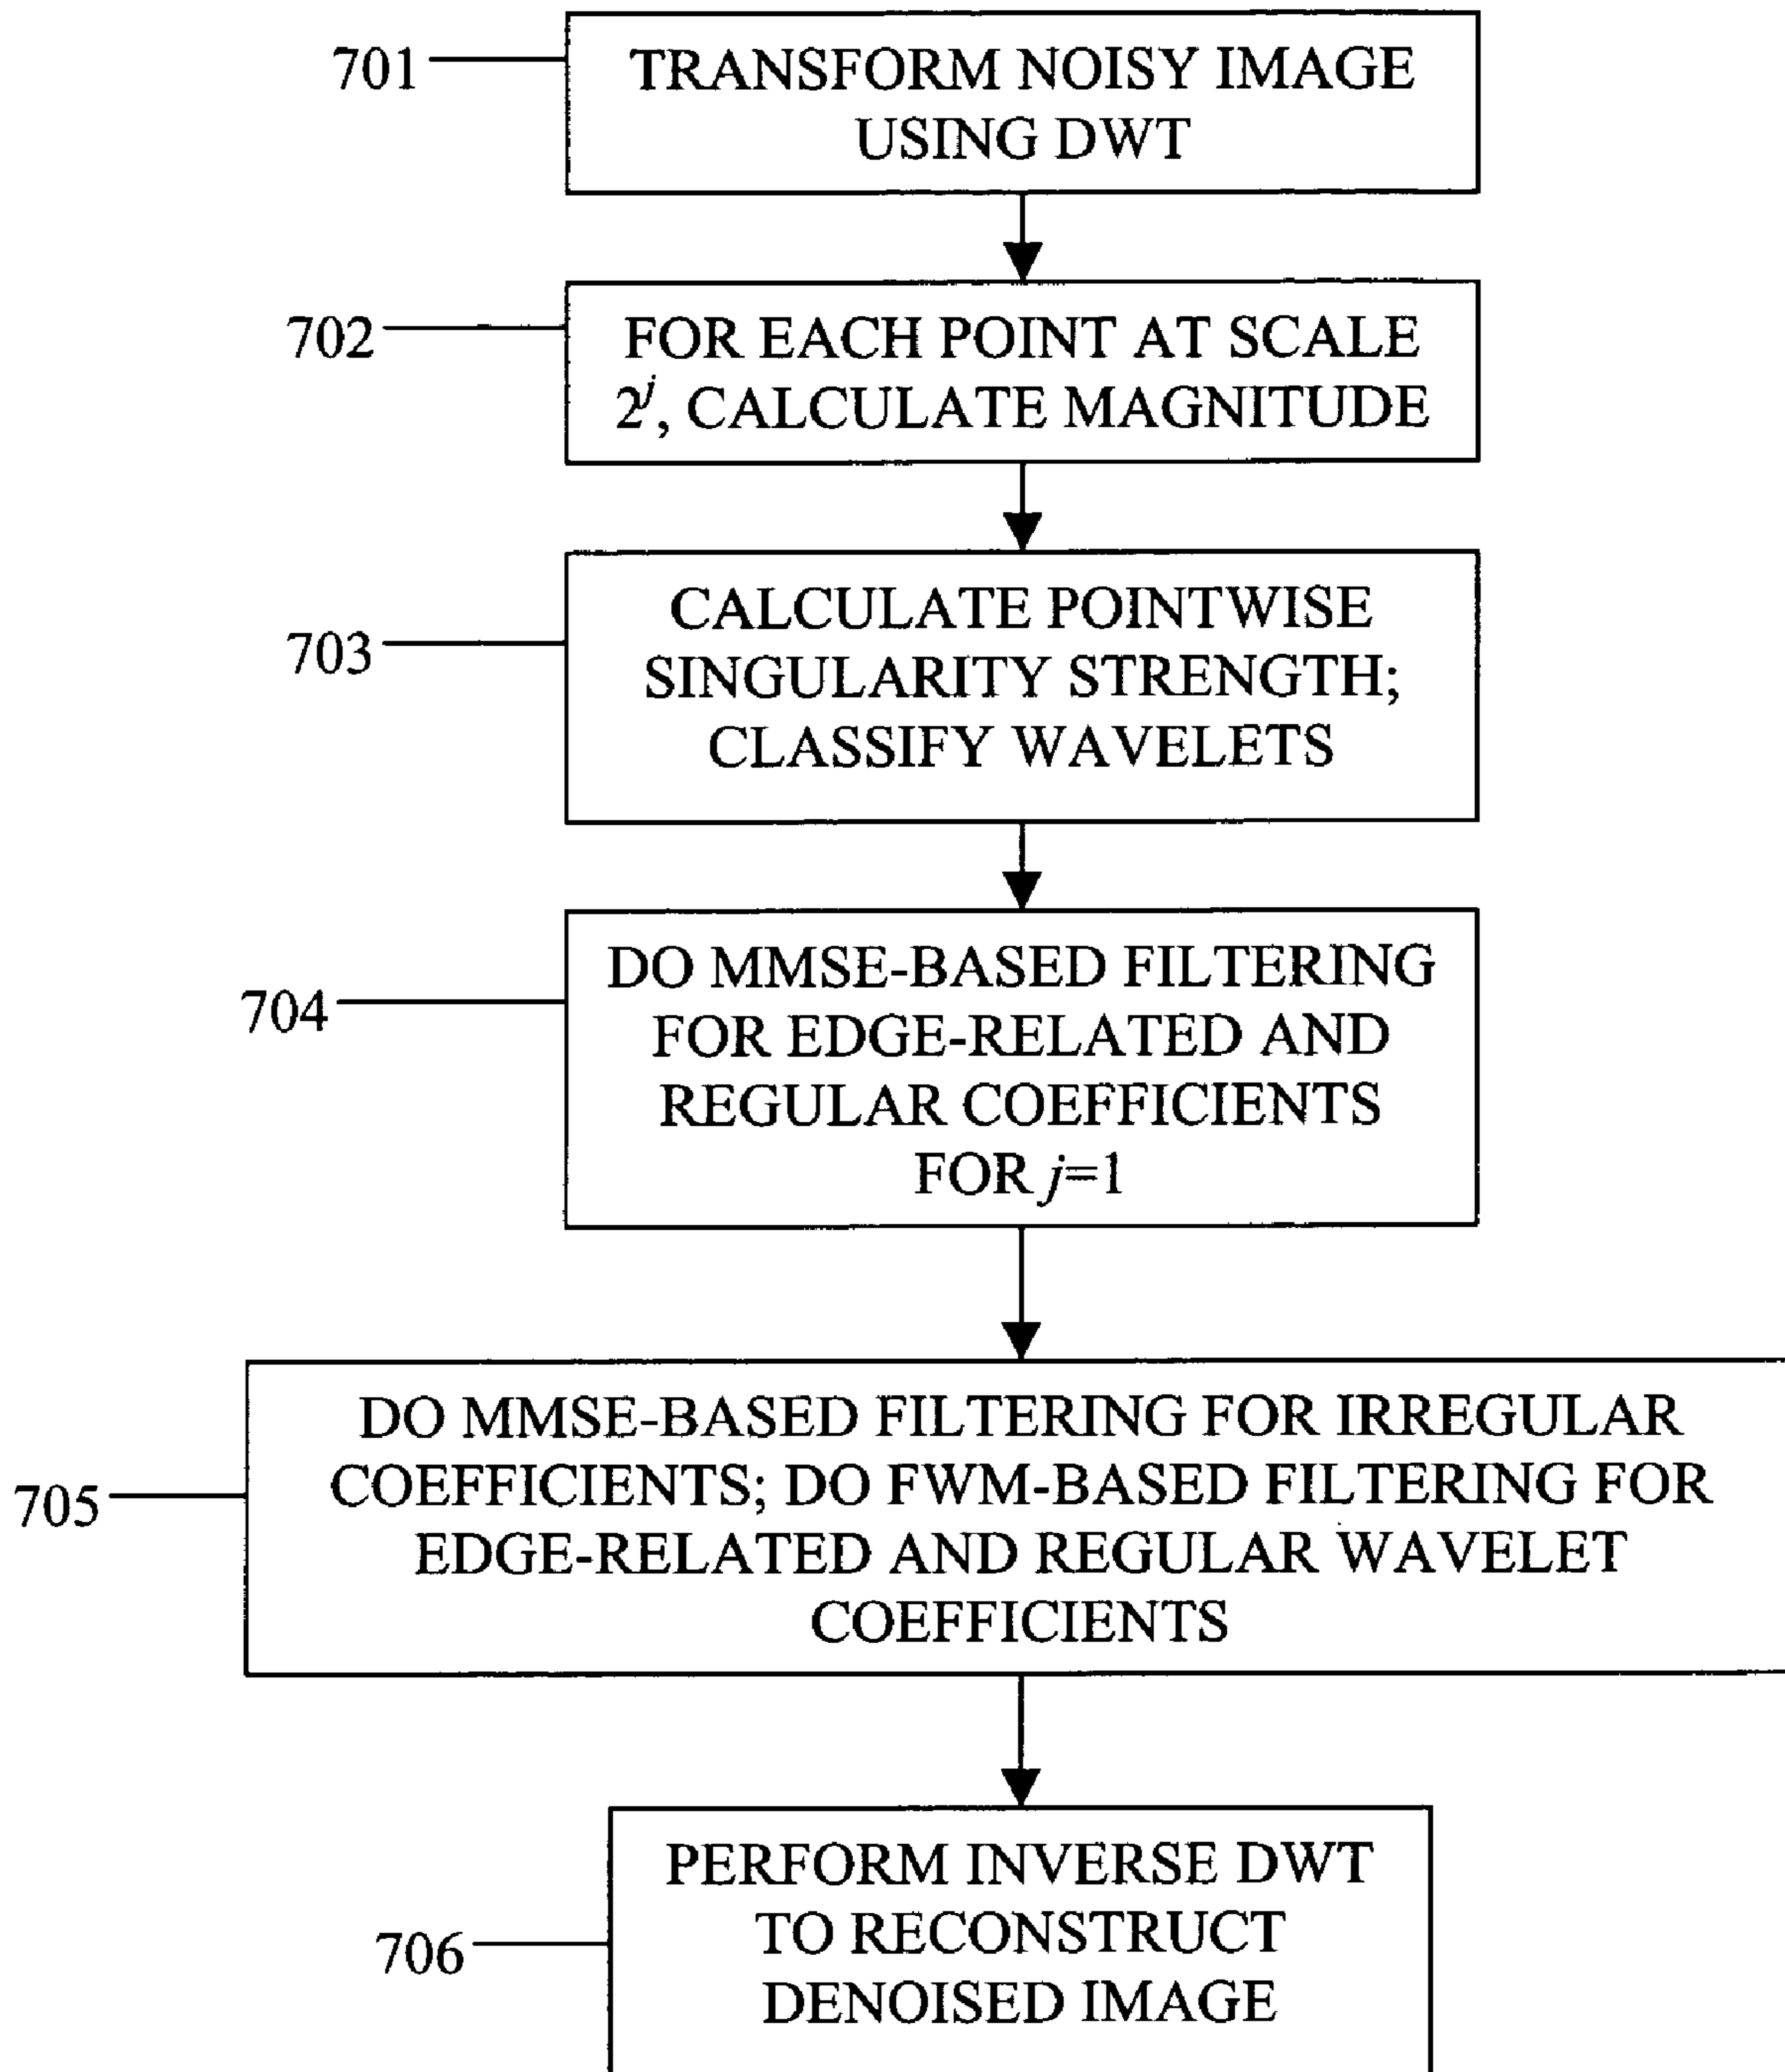 701
TRANSFORM NOISY IMAGE
USING DWT
702
FOR EACH POINT AT SCALE
2^j, CALCULATE MAGNITUDE
703
CALCULATE POINTWISE
SINGULARITY STRENGTH;
CLASSIFY WAVELETS
704
DO MMSE-BASED FILTERING
FOR EDGE-RELATED AND
REGULAR COEFFICIENTS
FOR j=1
705
DO MMSE-BASED FILTERING FOR IRREGULAR
COEFFICIENTS; DO FWM-BASED FILTERING FOR
EDGE-RELATED AND REGULAR WAVELET
COEFFICIENTS
706
PERFORM INVERSE DWT
TO RECONSTRUCT
DENOISED IMAGE